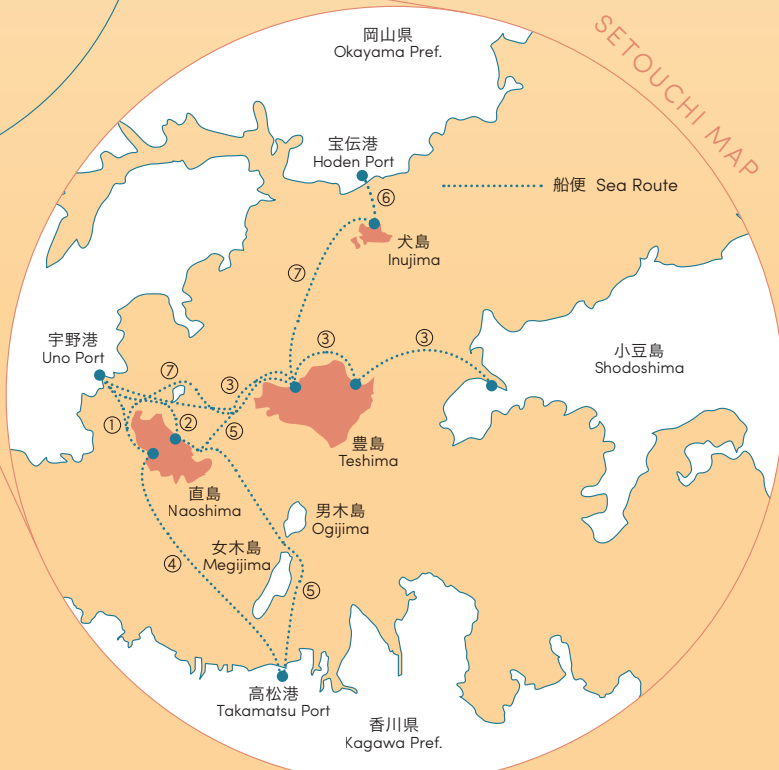 岡山県
Okayama Pref.
SETOUCHI MAP
宝伝港
Hoden Port
船便 Sea Route
⑥
犬島
Inujima
⑦
宇野港
Uno Port
③
③
小豆島
Shodoshima
⑦
③
①
②
⑤
豊島
Teshima
直島
Naoshima
男木島
Ogijima
女木島
Megijima
④
⑤
高松港
Takamatsu Port
香川県
Kagawa Pref.